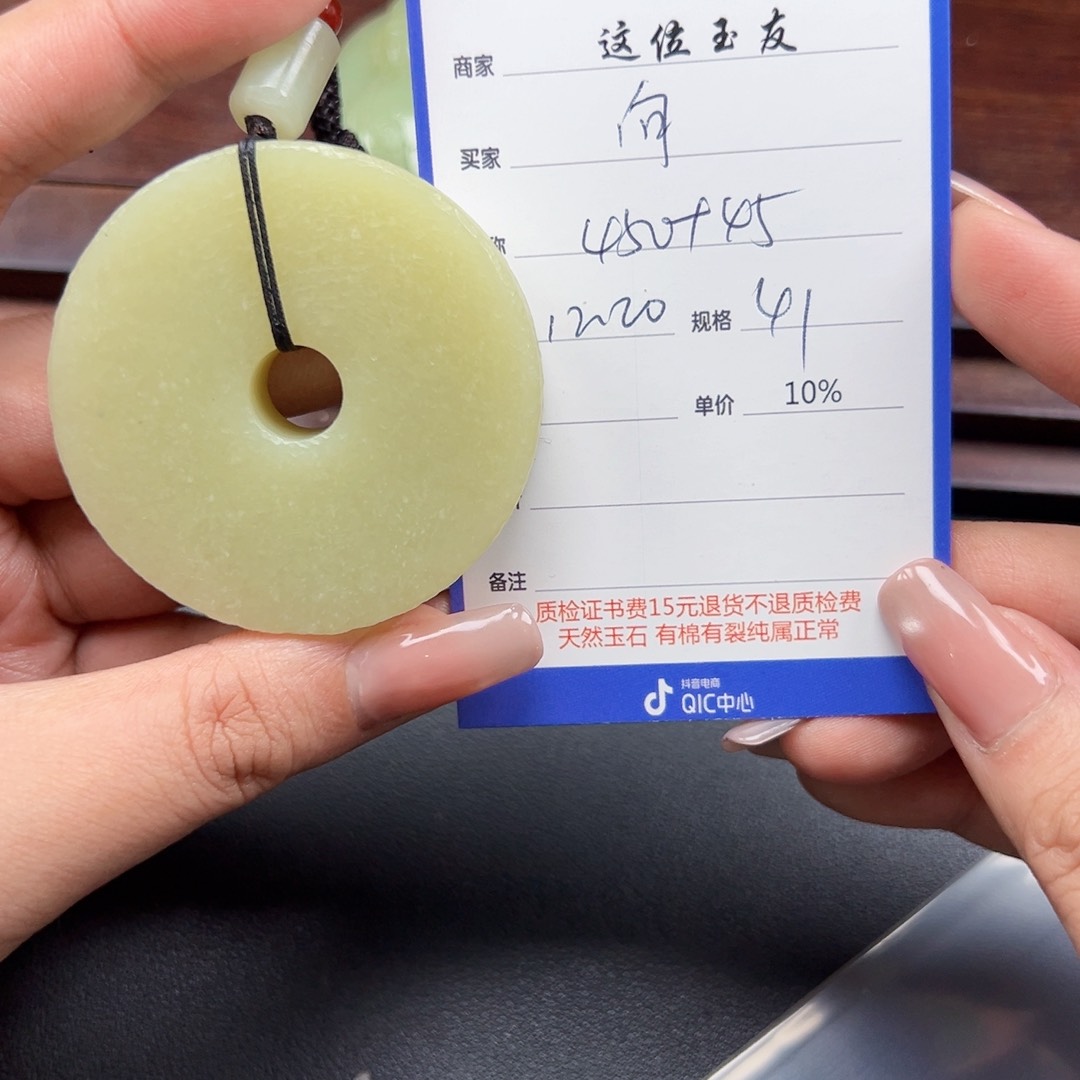 商家 这位玉友
买家 向
称 450+45
12.20 规格 41
单价 10%
备注
质检证书费15元退货不退质检费
天然玉石 有棉有裂纯属正常
抖音电商
QIC中心